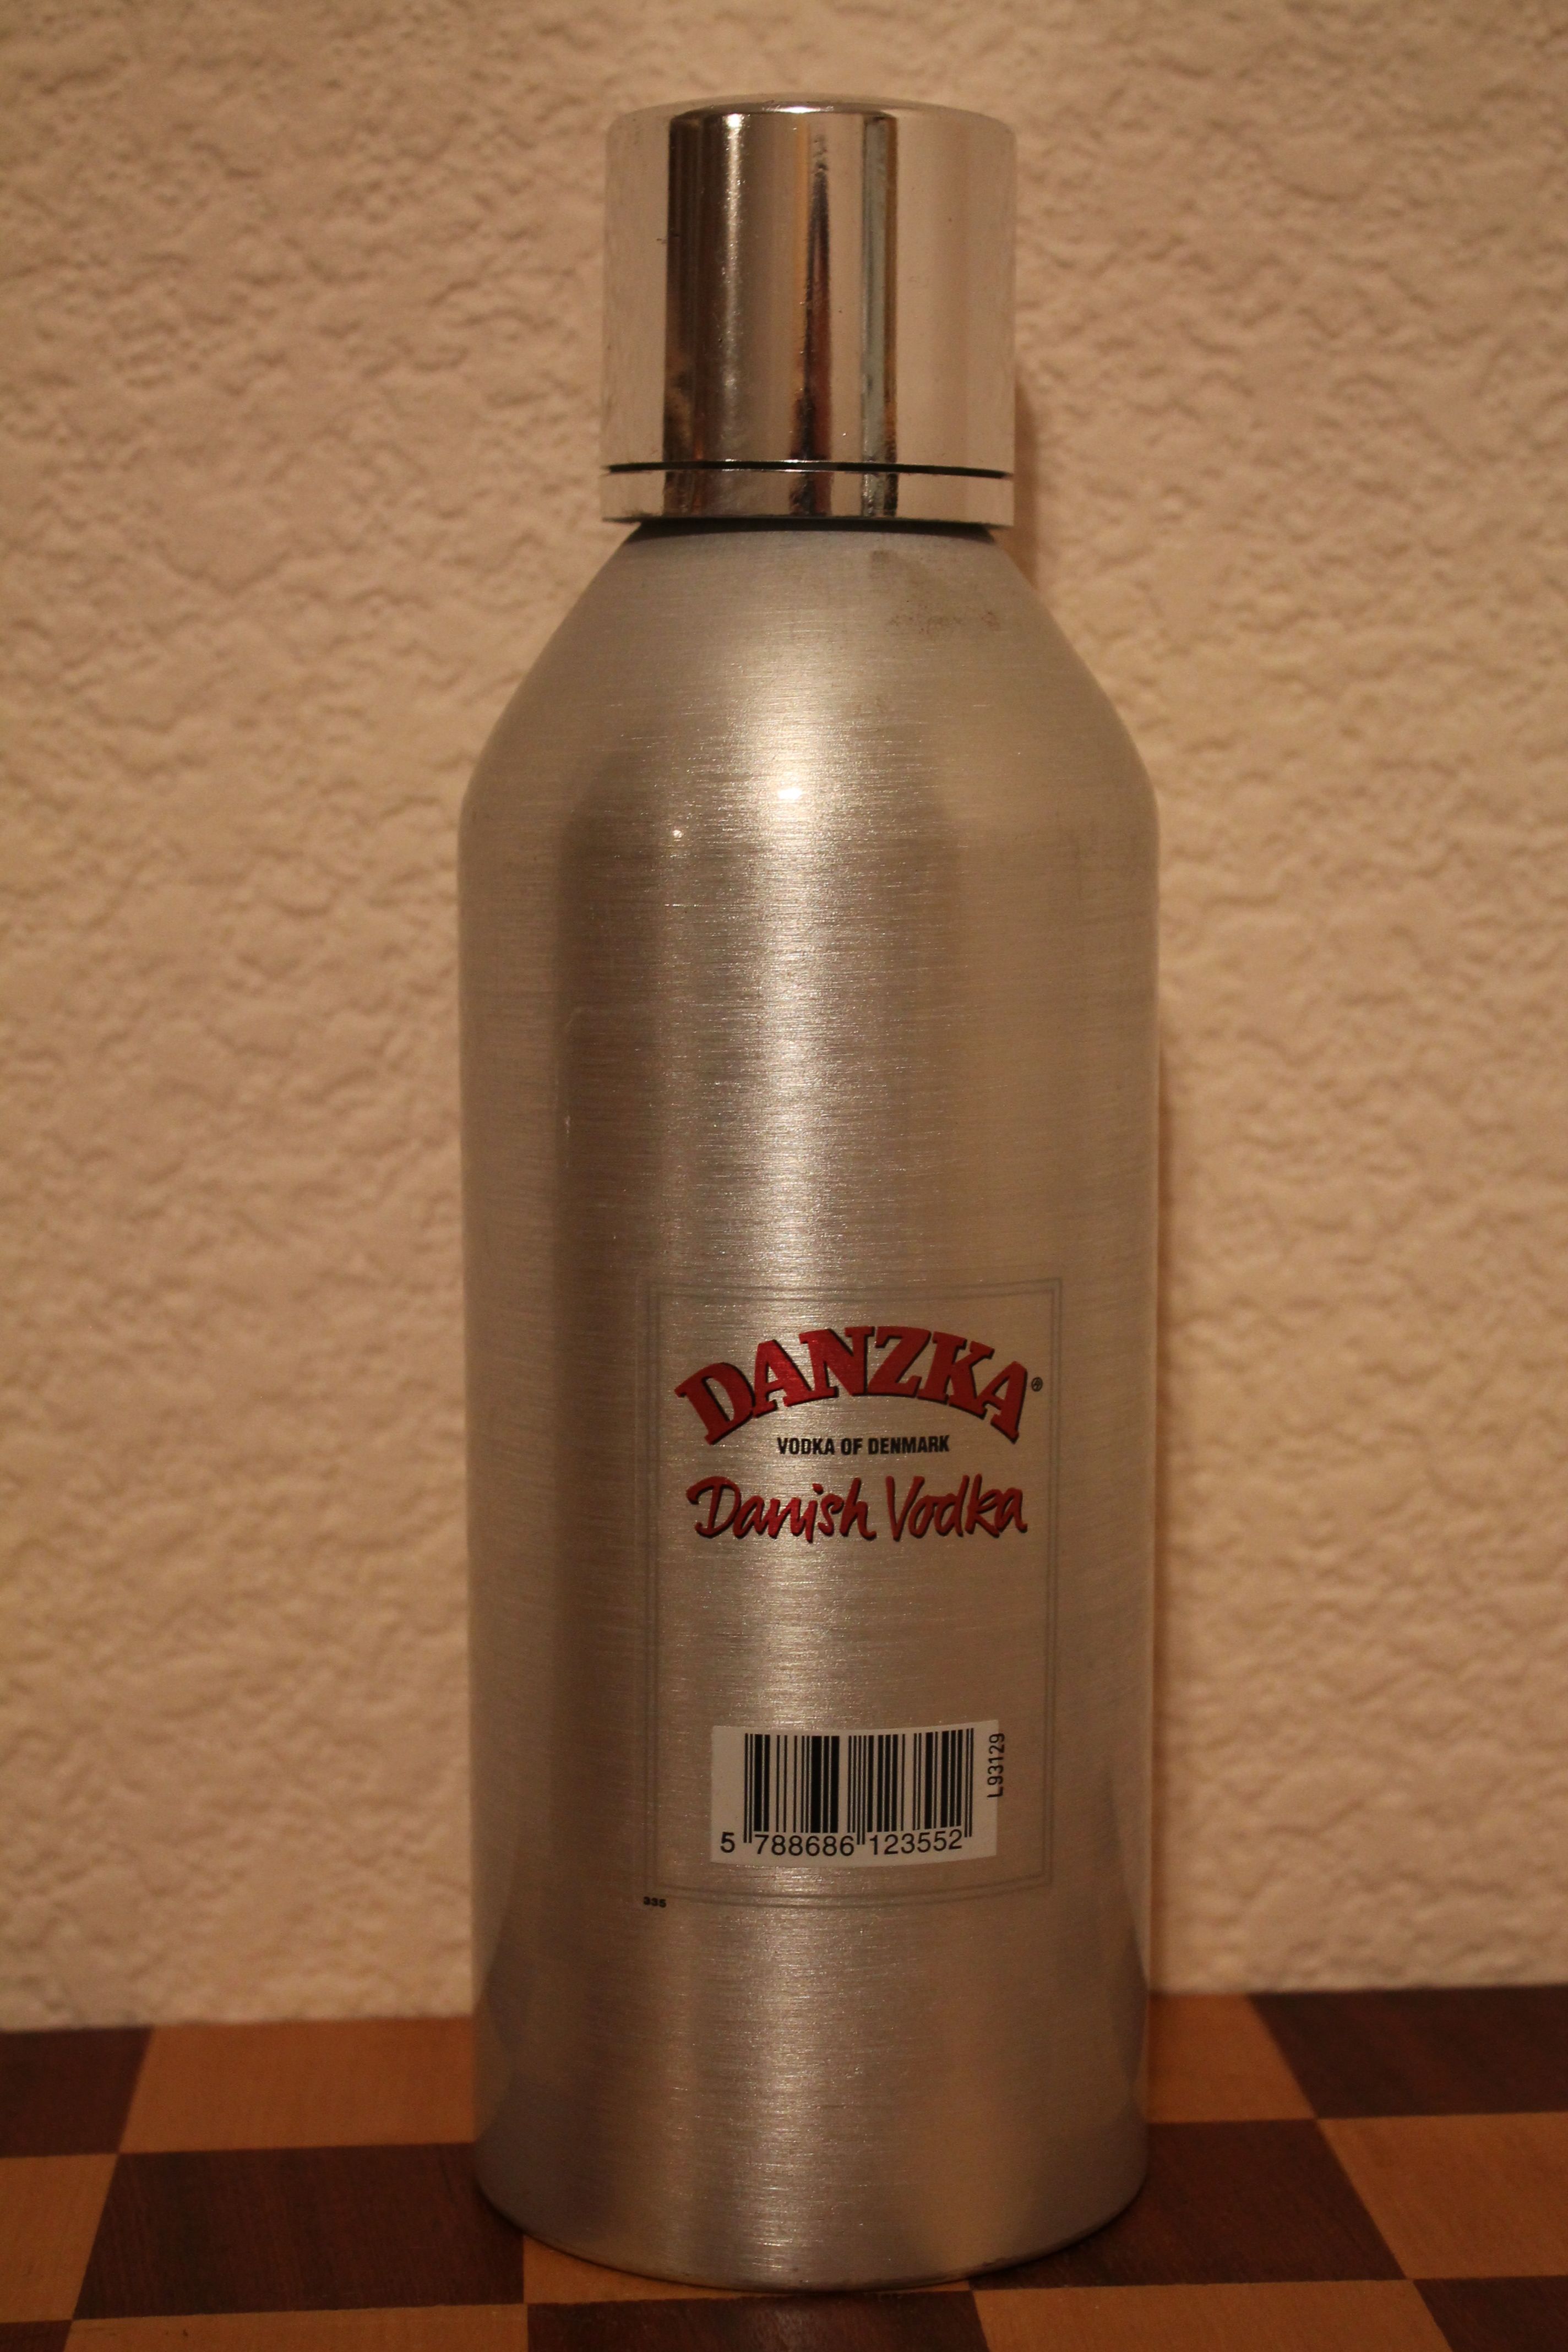 DANZKA®
VODKA OF DENMARK
Danish Vodka
L93129
5 788686 123552
335